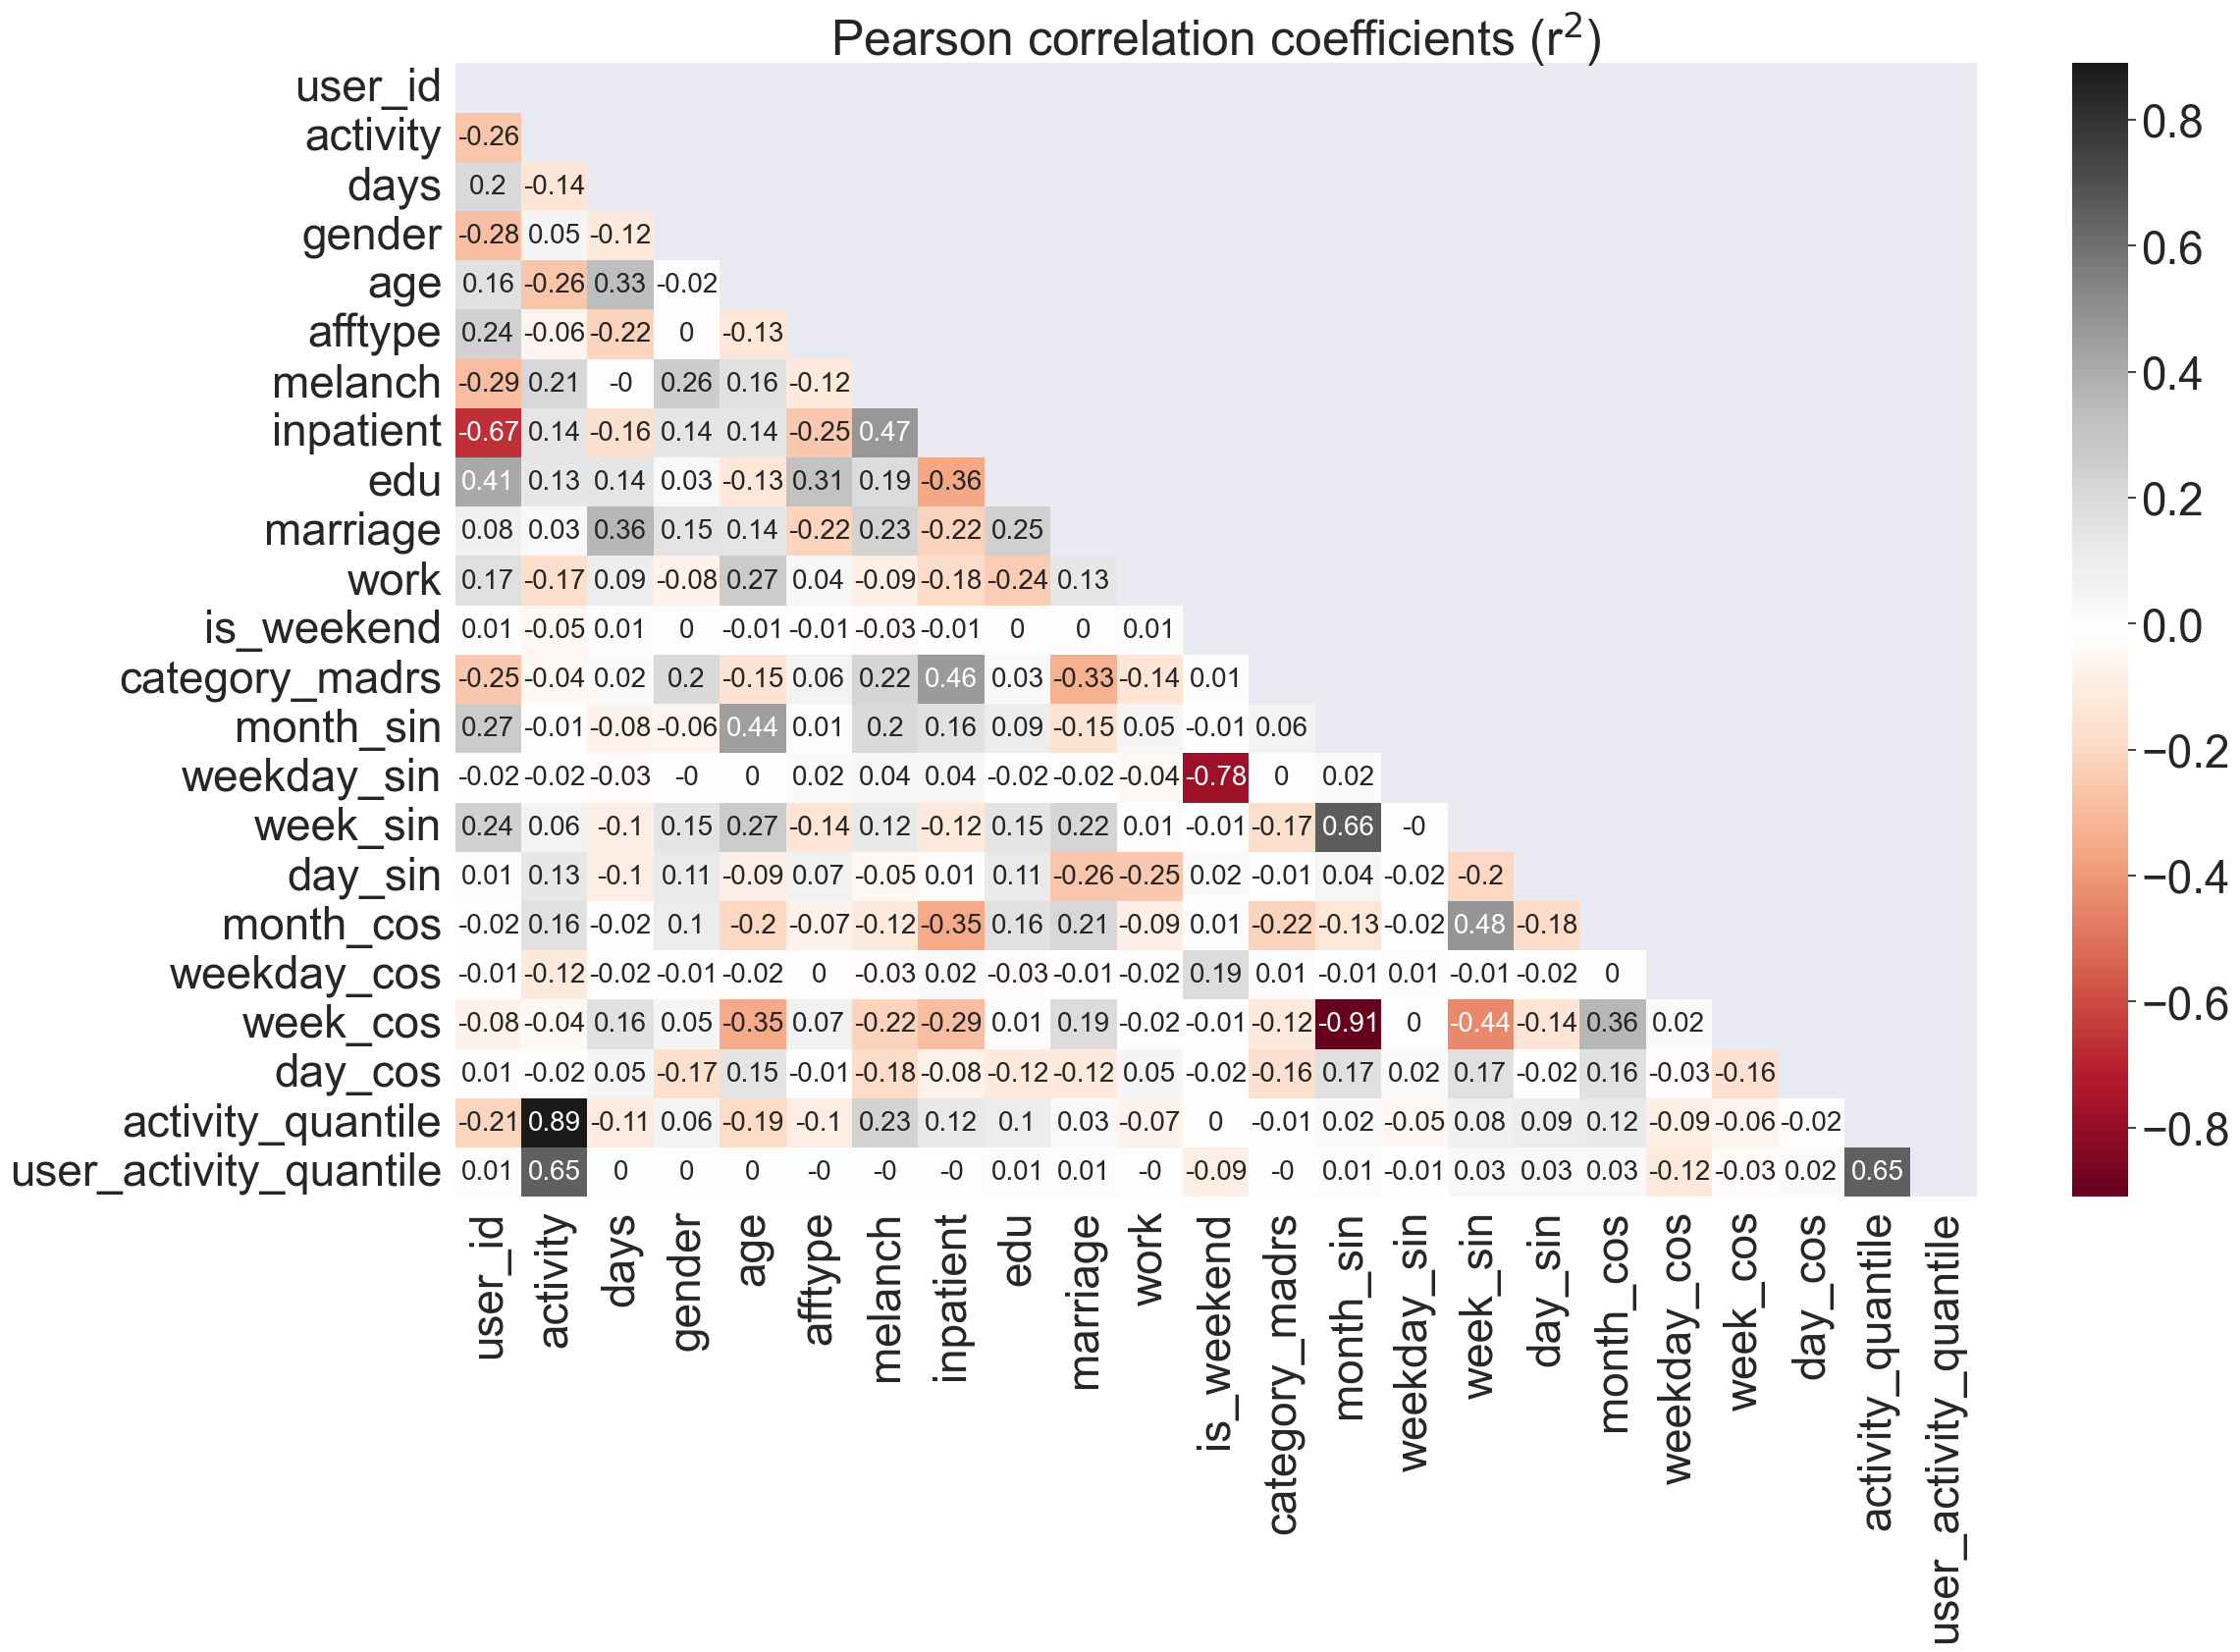 Pearson correlation coefficients (r²)
user_id
activity -0.26
days 0.2 -0.14
gender -0.28 0.05 -0.12
age 0.16 -0.26 0.33 -0.02
afftype 0.24 -0.06 -0.22 0 -0.13
melanch -0.29 0.21 -0 0.26 0.16 -0.12
inpatient -0.67 0.14 -0.16 0.14 0.14 -0.25 0.47
edu 0.41 0.13 0.14 0.03 -0.13 0.31 0.19 -0.36
marriage 0.08 0.03 0.36 0.15 0.14 -0.22 0.23 -0.22 0.25
work 0.17 -0.17 0.09 -0.08 0.27 0.04 -0.09 -0.18 -0.24 0.13
is_weekend 0.01 -0.05 0.01 0 -0.01 -0.01 -0.03 -0.01 0 0 0.01
category_madrs -0.25 -0.04 0.02 0.2 -0.15 0.06 0.22 0.46 0.03 -0.33 -0.14 0.01
month_sin 0.27 -0.01 -0.08 -0.06 0.44 0.01 0.2 0.16 0.09 -0.15 0.05 -0.01 0.06
weekday_sin -0.02 -0.02 -0.03 -0 0 0.02 0.04 0.04 -0.02 -0.02 -0.04 -0.78 0 0.02
week_sin 0.24 0.06 -0.1 0.15 0.27 -0.14 0.12 -0.12 0.15 0.22 0.01 -0.01 -0.17 0.66 -0
day_sin 0.01 0.13 -0.1 0.11 -0.09 0.07 -0.05 0.01 0.11 -0.26 -0.25 0.02 -0.01 0.04 -0.02 -0.2
month_cos -0.02 0.16 -0.02 0.1 -0.2 -0.07 -0.12 -0.35 0.16 0.21 -0.09 0.01 -0.22 -0.13 -0.02 0.48 -0.18
weekday_cos -0.01 -0.12 -0.02 -0.01 -0.02 0 -0.03 0.02 -0.03 -0.01 -0.02 0.19 0.01 -0.01 0.01 -0.01 -0.02 0
week_cos -0.08 -0.04 0.16 0.05 -0.35 0.07 -0.22 -0.29 0.01 0.19 -0.02 -0.01 -0.12 -0.91 0 -0.44 -0.14 0.36 0.02
day_cos 0.01 -0.02 0.05 -0.17 0.15 -0.01 -0.18 -0.08 -0.12 -0.12 0.05 -0.02 -0.16 0.17 0.02 0.17 -0.02 0.16 -0.03 -0.16
activity_quantile -0.21 0.89 -0.11 0.06 -0.19 -0.1 0.23 0.12 0.1 0.03 -0.07 0 -0.01 0.02 -0.05 0.08 0.09 0.12 -0.09 -0.06 -0.02
user_activity_quantile 0.01 0.65 0 0 0 -0 -0 -0 0.01 0.01 -0 -0.09 -0 0.01 -0.01 0.03 0.03 0.03 -0.12 -0.03 0.02 0.65
user_id
activity
days
gender
age
afftype
melanch
inpatient
edu
marriage
work
is_weekend
category_madrs
month_sin
weekday_sin
week_sin
day_sin
month_cos
weekday_cos
week_cos
day_cos
activity_quantile
user_activity_quantile
0.8
0.6
0.4
0.2
0.0
−0.2
−0.4
−0.6
−0.8